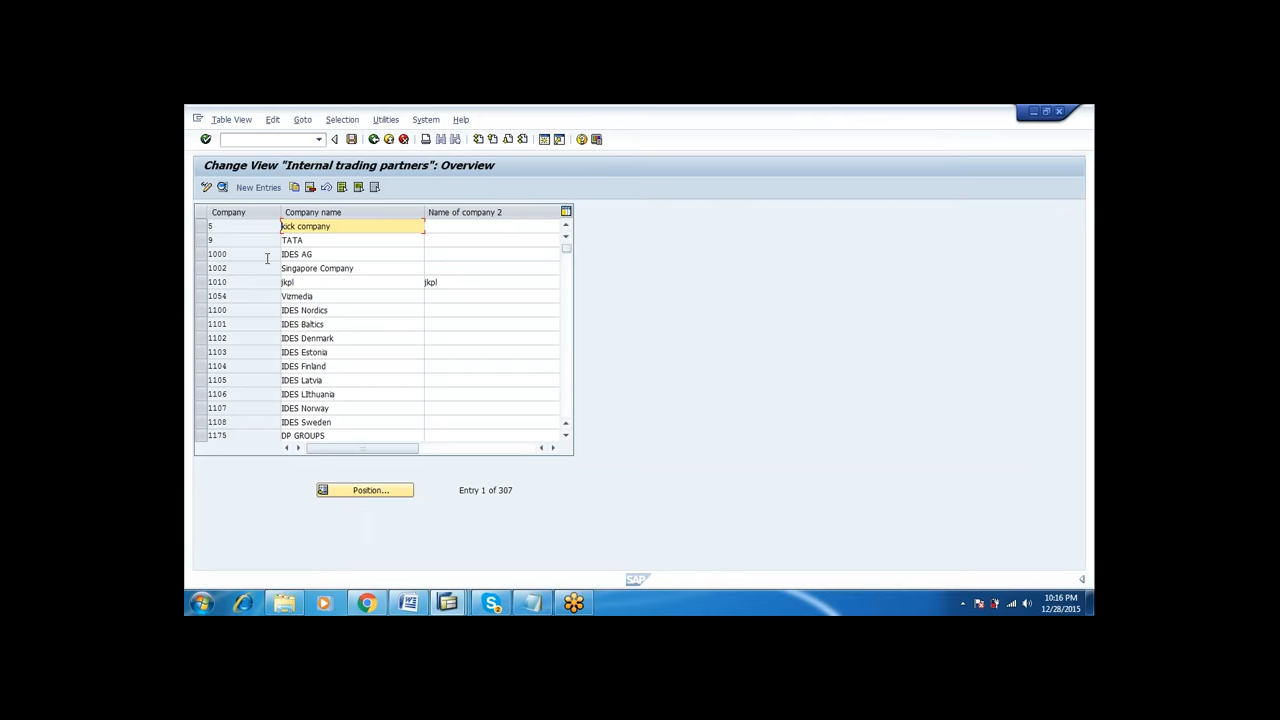 Table View Edit Goto Selection Utilities System Help
Change View "Internal trading partners": Overview
New Entries
Company Company name Name of company 2
5 kick company
9 TATA
1000 IDES AG
1002 Singapore Company
1010 jkpl jkpl
1054 Vizmedia
1100 IDES Nordics
1101 IDES Baltics
1102 IDES Denmark
1103 IDES Estonia
1104 IDES Finland
1105 IDES Latvia
1106 IDES LIthuania
1107 IDES Norway
1108 IDES Sweden
1175 DP GROUPS
Position... Entry 1 of 307
SAP
10:16 PM
12/28/2015